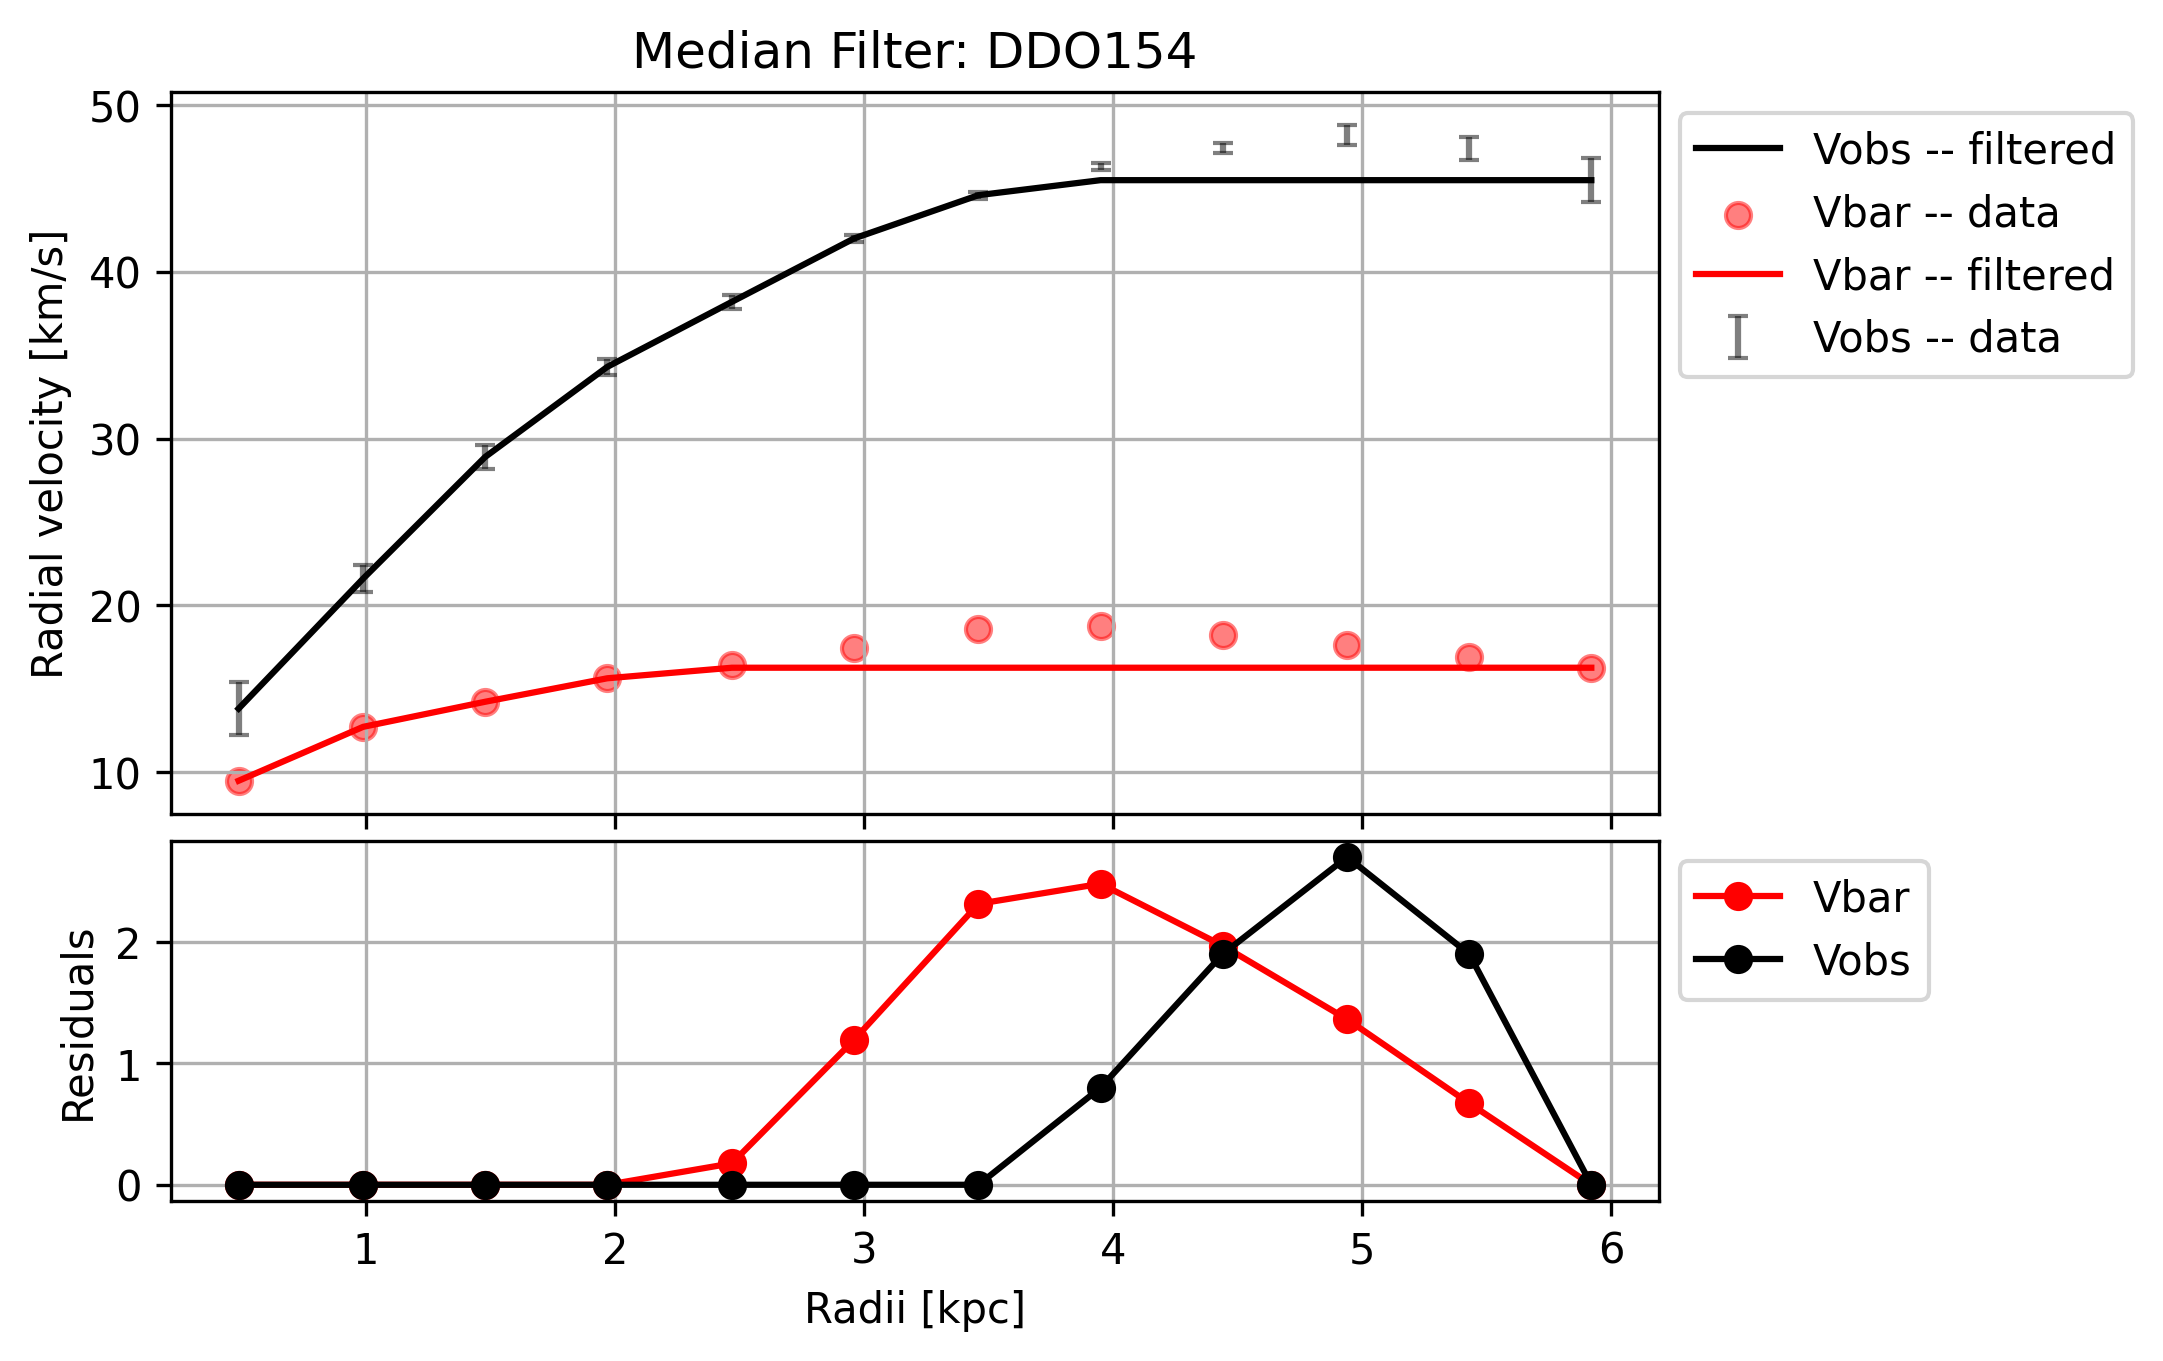 Median Filter: DDO154
50
40
30
20
10
Radial velocity [km/s]
Vobs -- filtered
Vbar -- data
Vbar -- filtered
Vobs -- data
2
1
0
Residuals
Vbar
Vobs
1 2 3 4 5 6
Radii [kpc]